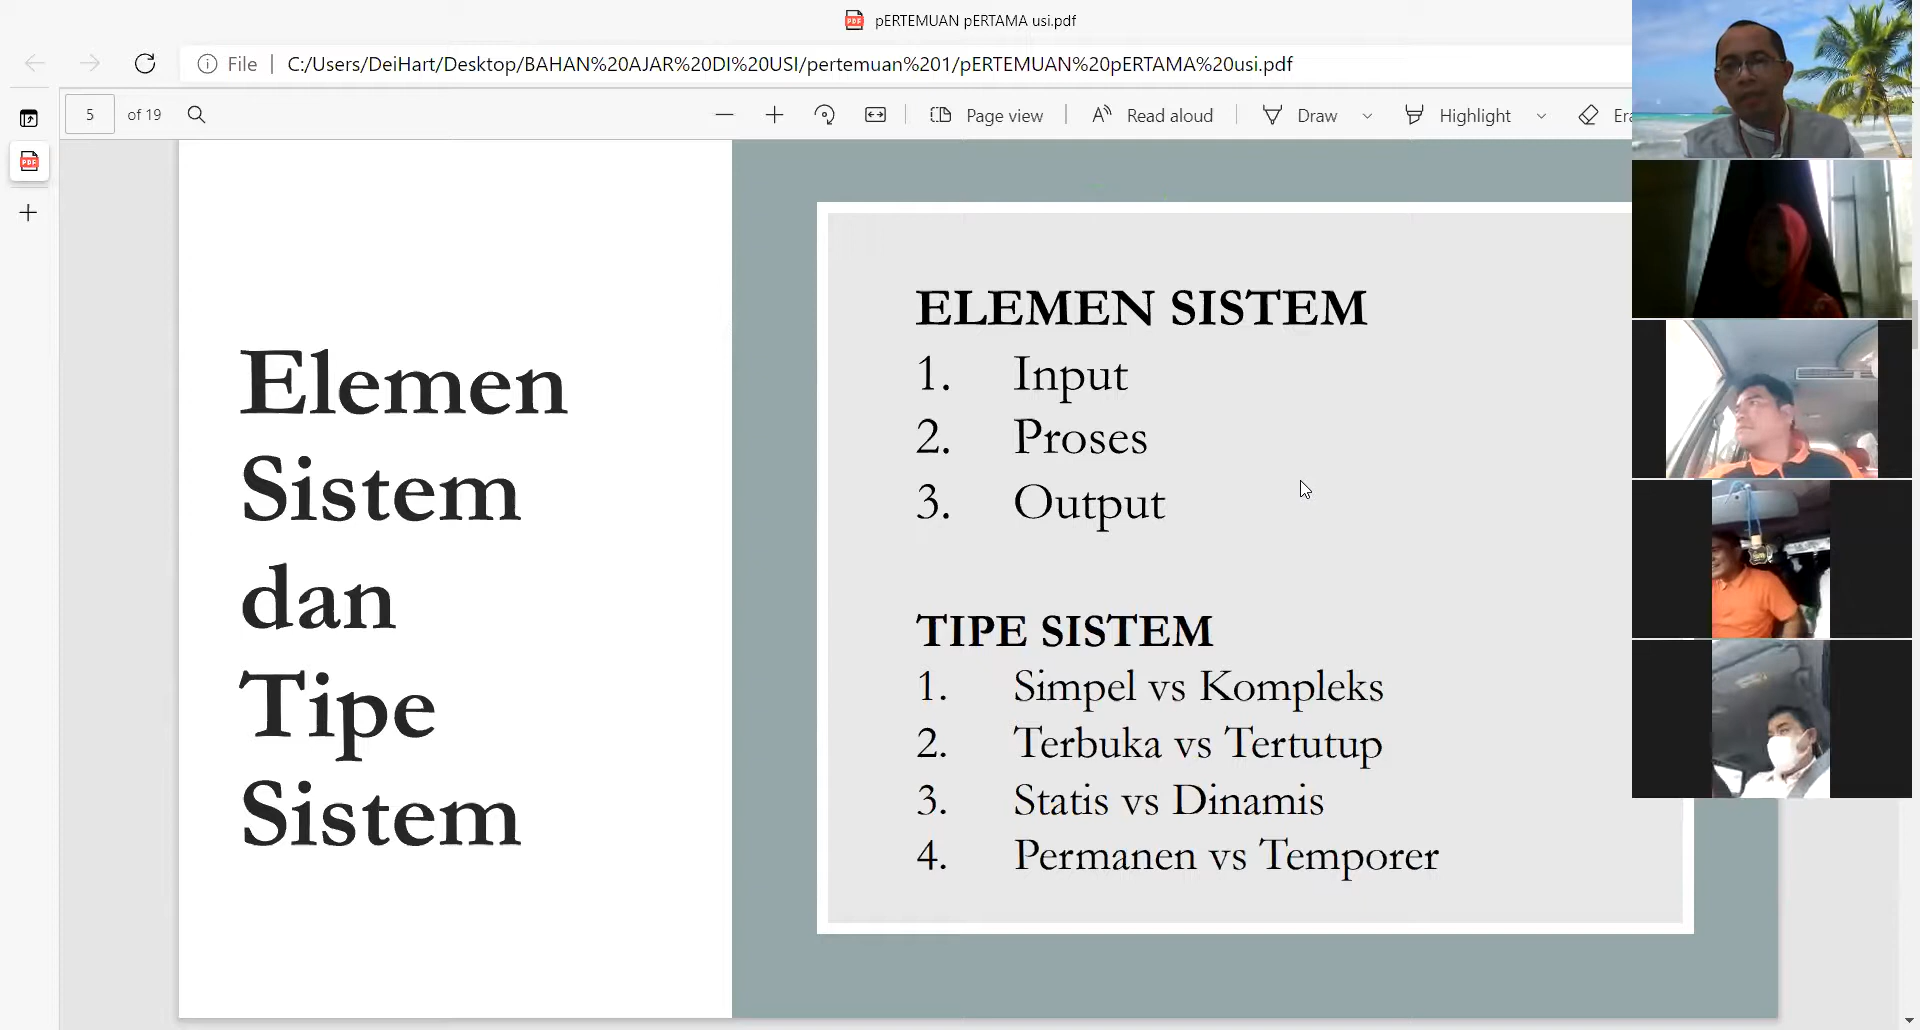 pERTEMUAN pERTAMA usi.pdf
File
C:/Users/DeiHart/Desktop/BAHAN%20AJAR%20DI%20USI/pertemuan%201/pERTEMUAN%20pERTAMA%20usi.pdf
5 of 19
Page view
Read aloud
Draw
Highlight
Era
PDF
Elemen
Sistem
dan
Tipe
Sistem
ELEMEN SISTEM
1. Input
2. Proses
3. Output
TIPE SISTEM
1. Simpel vs Kompleks
2. Terbuka vs Tertutup
3. Statis vs Dinamis
4. Permanen vs Temporer